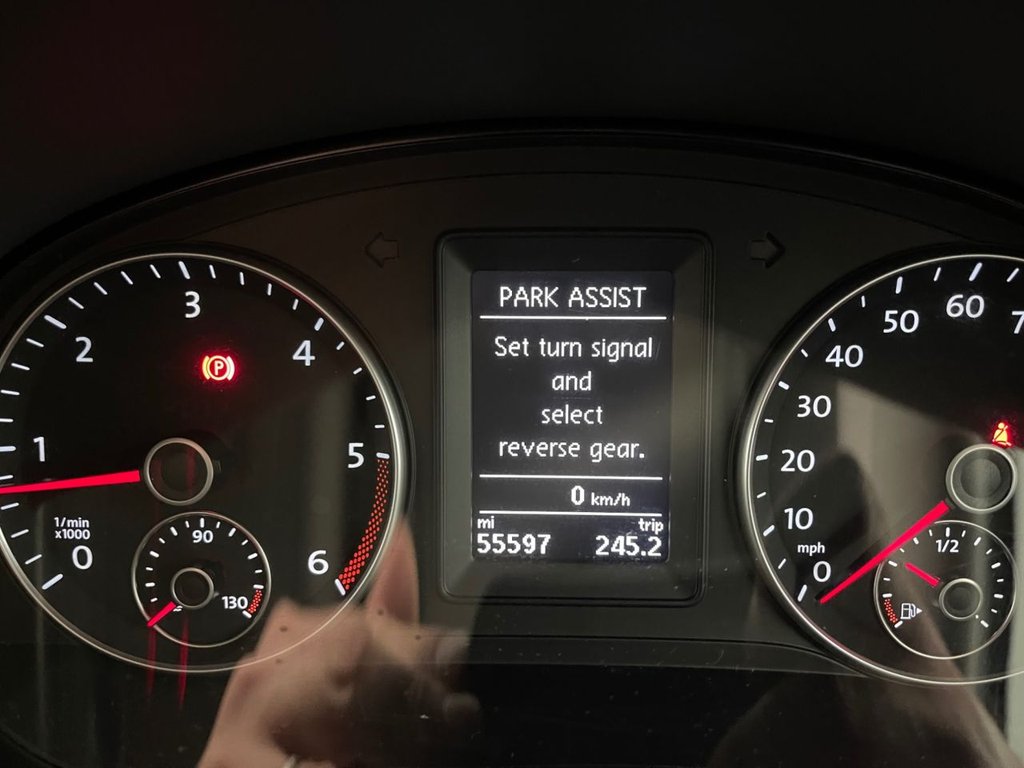 3
2
4
P
1
5
1/min
x1000
90
0
130
6
PARK ASSIST
Set turn signal
and
select
reverse gear.
0 km/h
mi trip
55597 245.2
60
50
7
40
30
20
10
mph
0
1/2